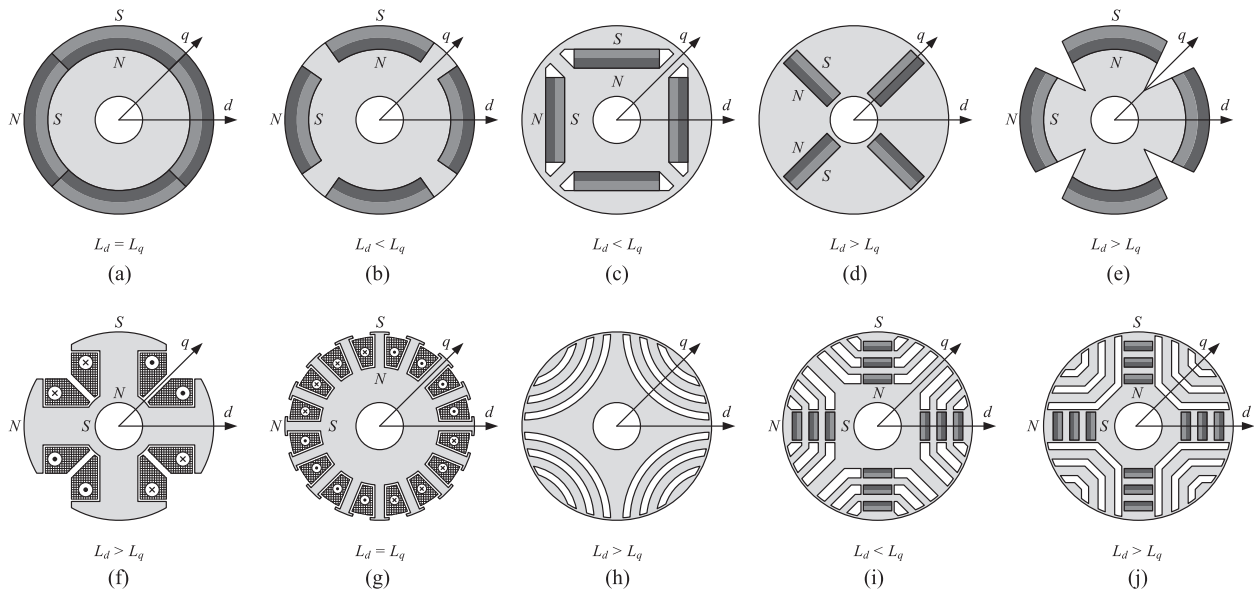 S
q
N
d
N
S
L_d = L_q
(a)
q
N
d
S
L_d < L_q
(b)
S
q
N
d
N
S
L_d < L_q
(c)
q
S
N
d
N
S
L_d > L_q
(d)
S
q
N
d
N
S
L_d > L_q
(e)
S
q
N
d
N
S
L_d > L_q
(f)
S
q
N
d
N
S
L_d = L_q
(g)
q
d
L_d > L_q
(h)
S
q
N
d
N
S
L_d < L_q
(i)
S
q
N
d
N
S
L_d > L_q
(j)